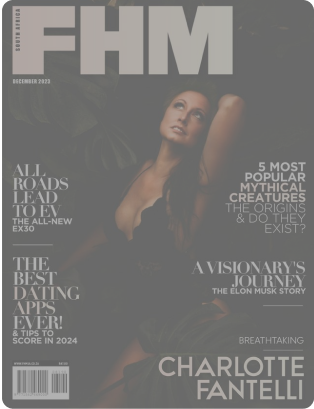 SOUTH AFRICA
FHM
DECEMBER 2023
ALL
ROADS
LEAD
TO EV
THE ALL-NEW
EX30
5 MOST
POPULAR
MYTHICAL
CREATURES
THE ORIGINS
& DO THEY
EXIST?
THE
BEST
DATING
APPS
EVER!
& TIPS TO
SCORE IN 2024
A VISIONARY'S
JOURNEY
THE ELON MUSK STORY
BREATHTAKING
CHARLOTTE
FANTELLI